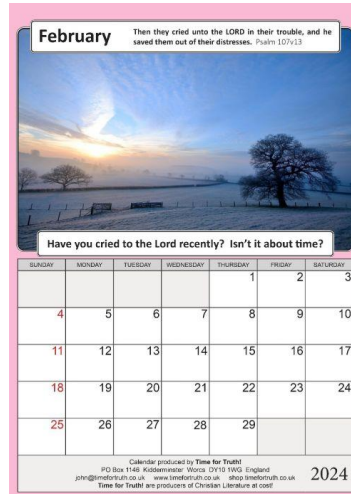 February
Then they cried unto the LORD in their trouble, and he
saved them out of their distresses. Psalm 107v13
Have you cried to the Lord recently? Isn't it about time?
SUNDAY MONDAY TUESDAY WEDNESDAY THURSDAY FRIDAY SATURDAY
1 2 3
4 5 6 7 8 9 10
11 12 13 14 15 16 17
18 19 20 21 22 23 24
25 26 27 28 29
Calendar produced by Time for Truth!
PO Box 1146 Kidderminster Worcs DY10 1WG England
john@timefortruth.co.uk www.timefortruth.co.uk shop.timefortruth.co.uk
Time for Truth! are producers of Christian Literature at cost!
2024